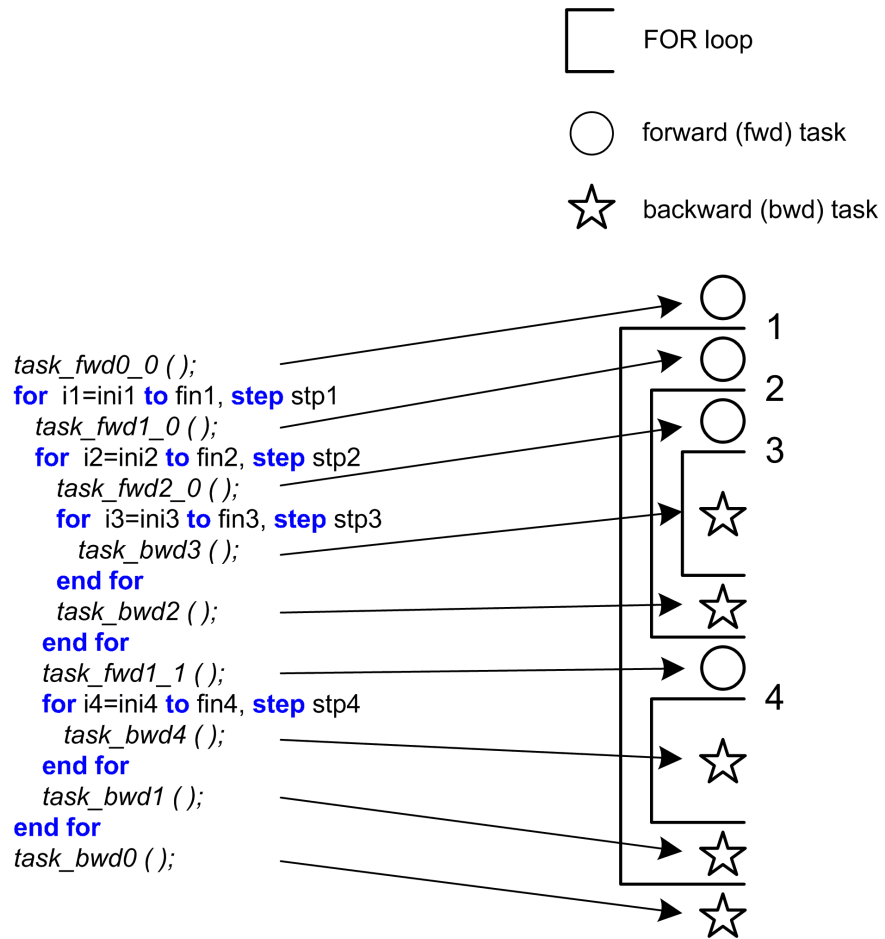 FOR loop
forward (fwd) task
backward (bwd) task
task_fwd0_0 ( );
for i1=ini1 to fin1, step stp1
task_fwd1_0 ( );
for i2=ini2 to fin2, step stp2
task_fwd2_0 ( );
for i3=ini3 to fin3, step stp3
task_bwd3 ( );
end for
task_bwd2 ( );
end for
task_fwd1_1 ( );
for i4=ini4 to fin4, step stp4
task_bwd4 ( );
end for
task_bwd1 ( );
end for
task_bwd0 ( );
1
2
3
4